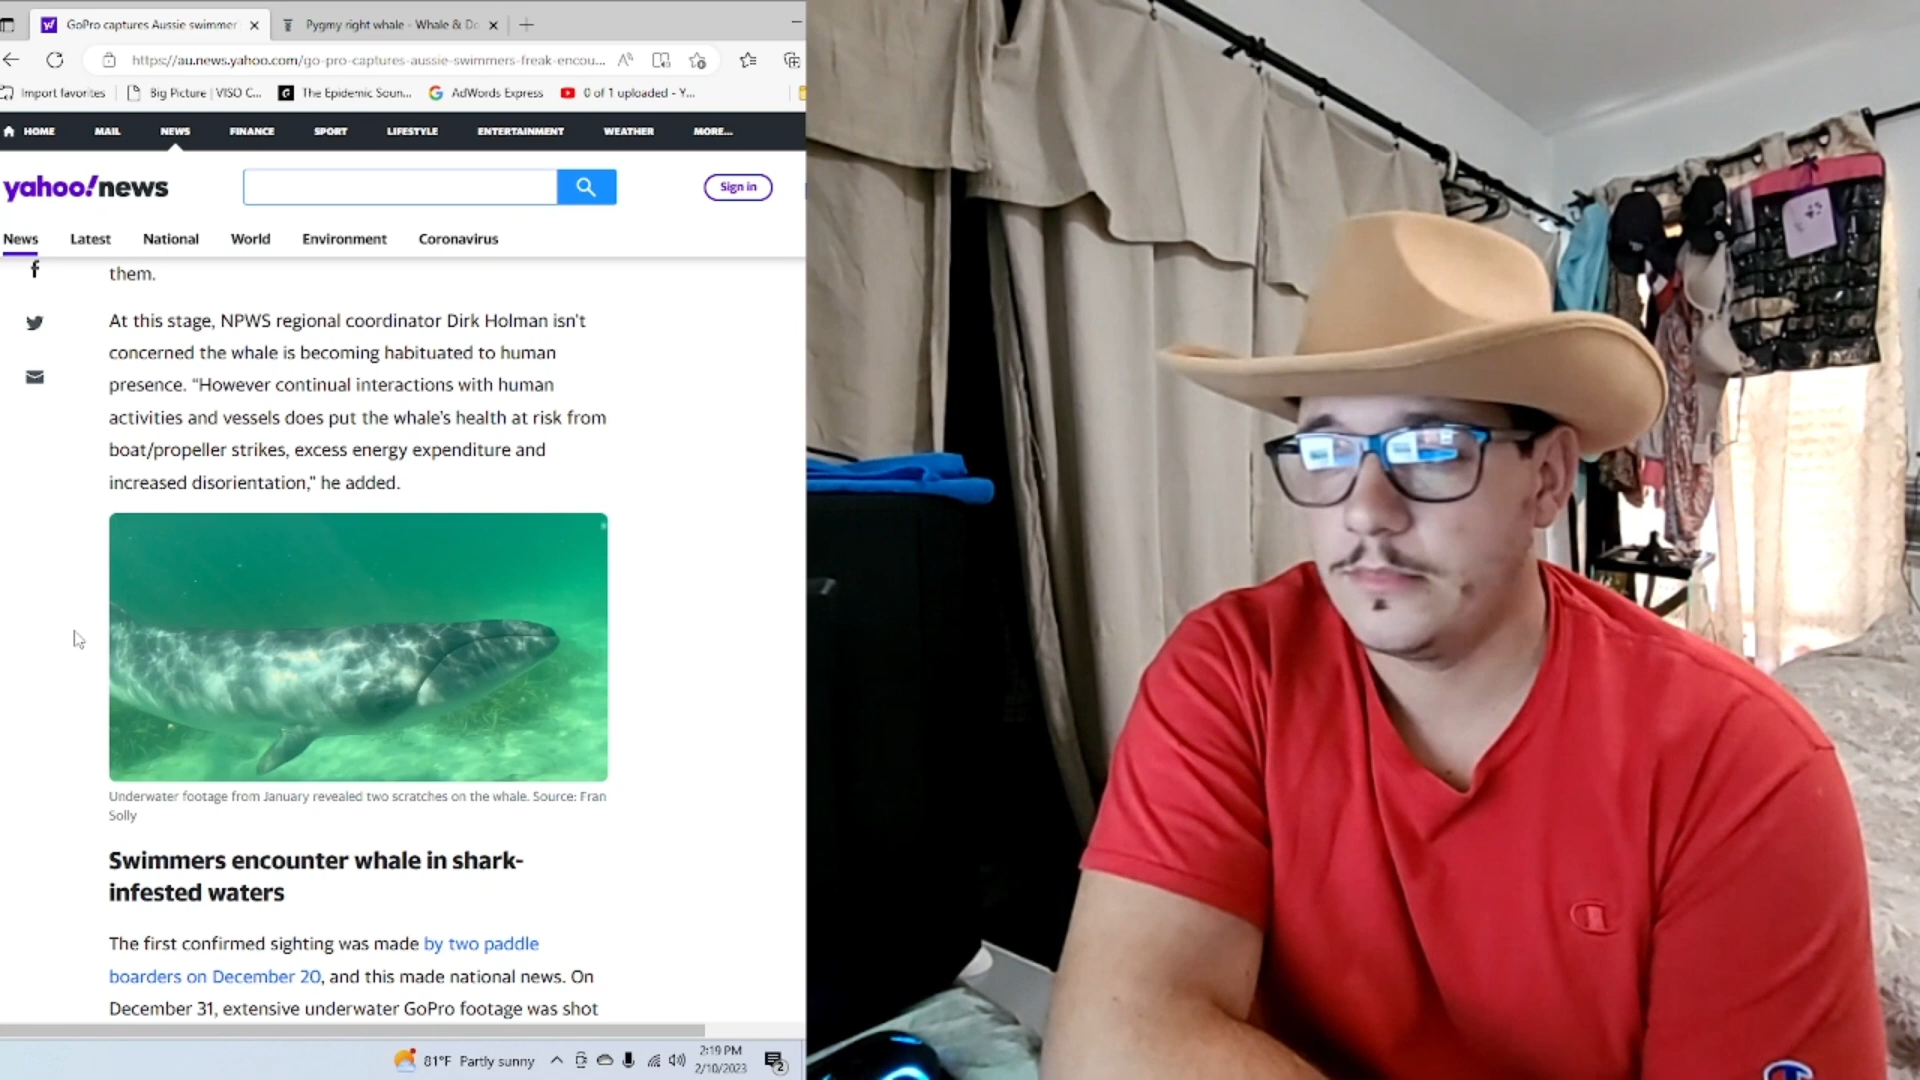 GoPro captures Aussie swimmer
Pygmy right whale - Whale & Do
https://au.news.yahoo.com/go-pro-captures-aussie-swimmers-freak-encou...
Import favorites
Big Picture | VISO C...
The Epidemic Soun...
AdWords Express
0 of 1 uploaded - Y...
HOME MAIL NEWS FINANCE SPORT LIFESTYLE ENTERTAINMENT WEATHER MORE...
yahoo!news
Sign in
News Latest National World Environment Coronavirus
them.
At this stage, NPWS regional coordinator Dirk Holman isn't
concerned the whale is becoming habituated to human
presence. "However continual interactions with human
activities and vessels does put the whale's health at risk from
boat/propeller strikes, excess energy expenditure and
increased disorientation," he added.
Underwater footage from January revealed two scratches on the whale. Source: Fran
Solly
Swimmers encounter whale in shark-
infested waters
The first confirmed sighting was made by two paddle
boarders on December 20, and this made national news. On
December 31, extensive underwater GoPro footage was shot
81°F Partly sunny
2:19 PM
2/10/2023
2